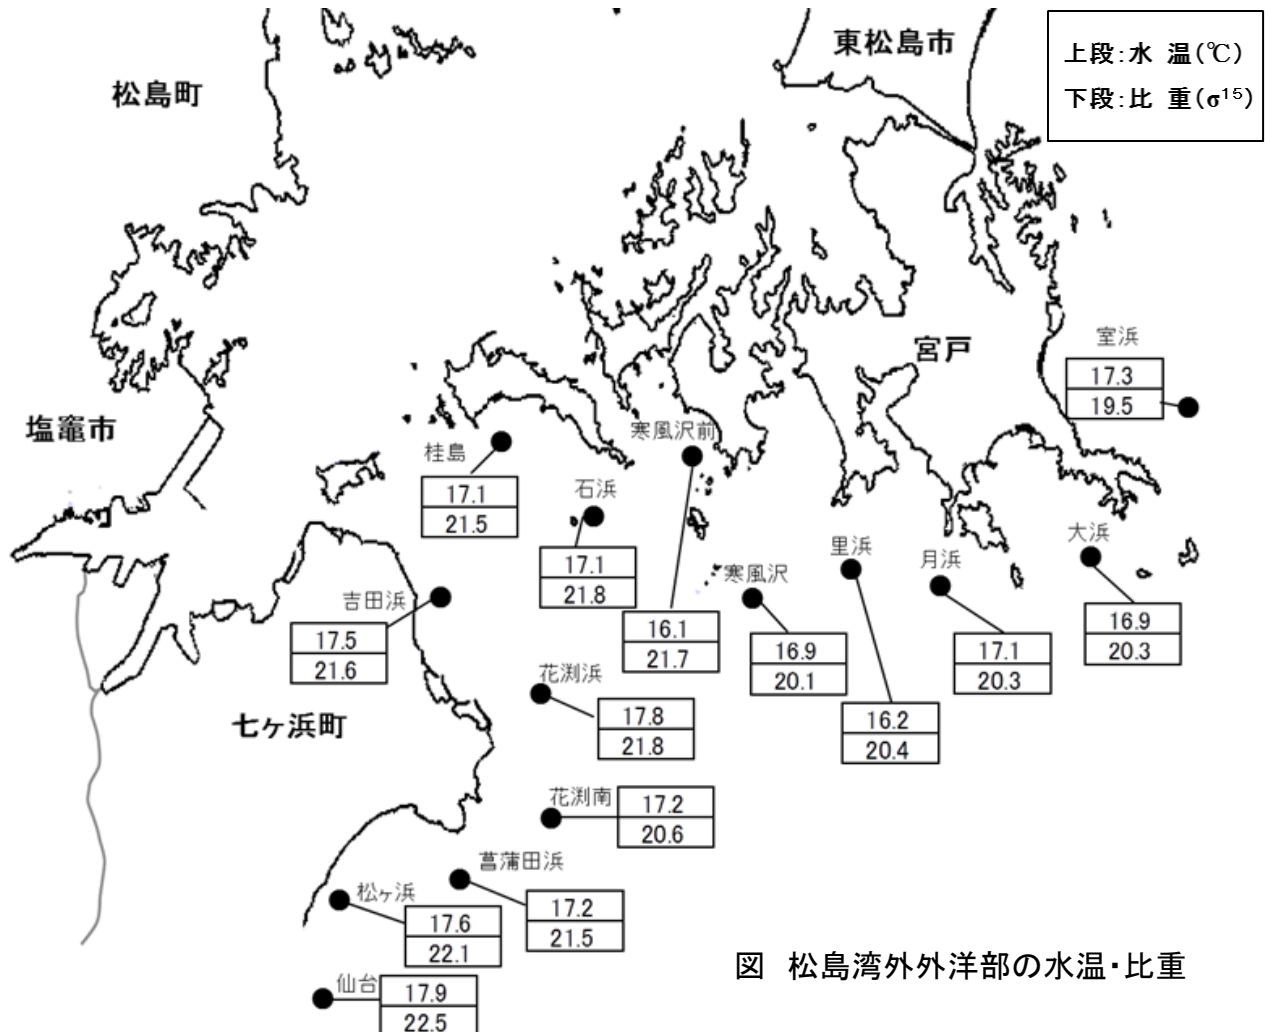 東松島市
上段：水 温（℃）
下段：比 重（σ¹⁵）
松島町
宮戸
室浜
17.3
19.5
塩竈市
桂島
17.1
21.5
寒風沢前
16.1
21.7
石浜
17.1
21.8
大浜
16.9
20.3
里浜
16.2
20.4
月浜
17.1
20.3
寒風沢
16.9
20.1
吉田浜
17.5
21.6
花渕浜
17.8
21.8
七ヶ浜町
花渕南
17.2
20.6
菖蒲田浜
17.2
21.5
松ヶ浜
17.6
22.1
仙台
17.9
22.5
図 松島湾外外洋部の水温・比重